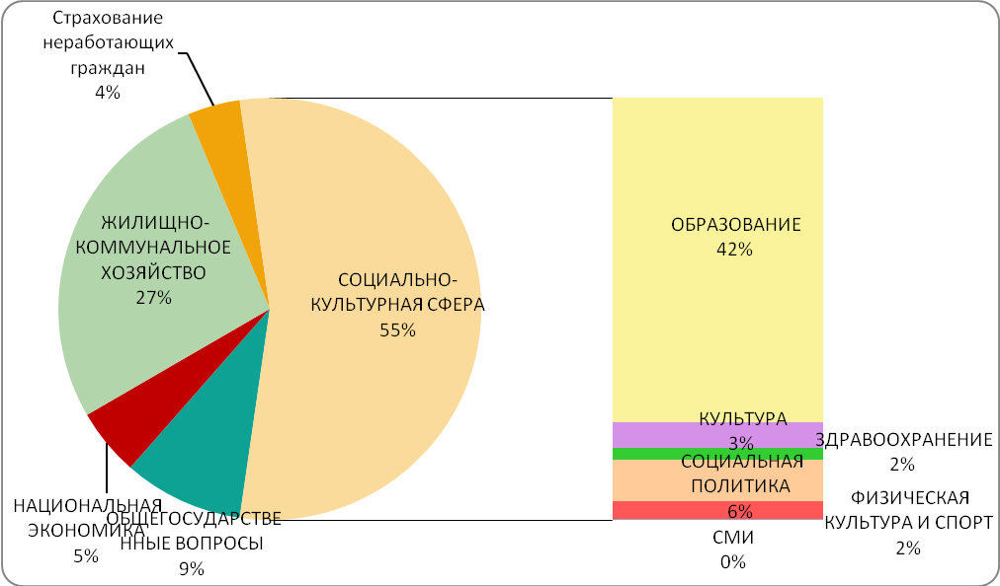 Страхование
неработающих
граждан
4%
ЖИЛИЩНО-
КОММУНАЛЬНОЕ
ХОЗЯЙСТВО
27%
СОЦИАЛЬНО-
КУЛЬТУРНАЯ СФЕРА
55%
НАЦИОНАЛЬНАЯ
ЭКОНОМИКА
5%
ОБЩЕГОСУДАРСТВЕ
ННЫЕ ВОПРОСЫ
9%
ОБРАЗОВАНИЕ
42%
КУЛЬТУРА
3%
ЗДРАВООХРАНЕНИЕ
2%
СОЦИАЛЬНАЯ
ПОЛИТИКА
6%
ФИЗИЧЕСКАЯ
КУЛЬТУРА И СПОРТ
2%
СМИ
0%